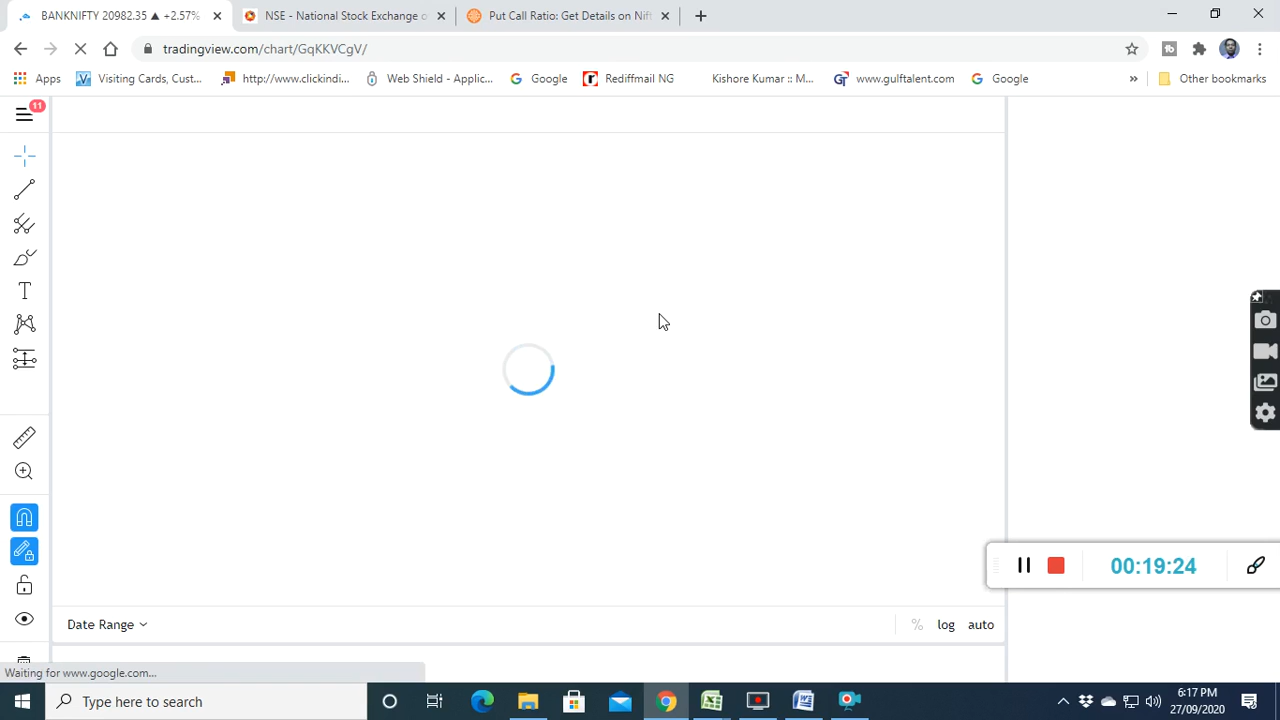 BANKNIFTY 20982.35 ▲ +2.57%
NSE - National Stock Exchange o
Put Call Ratio: Get Details on Nift
tradingview.com/chart/GqKKVCgV/
Apps
Visiting Cards, Cust...
http://www.clickindi...
Web Shield - Applic...
Google
Rediffmail NG
Kishore Kumar :: M...
www.gulftalent.com
Google
»
Other bookmarks
11
T
00:19:24
Date Range
%
log
auto
Waiting for www.google.com...
Type here to search
6:17 PM
27/09/2020